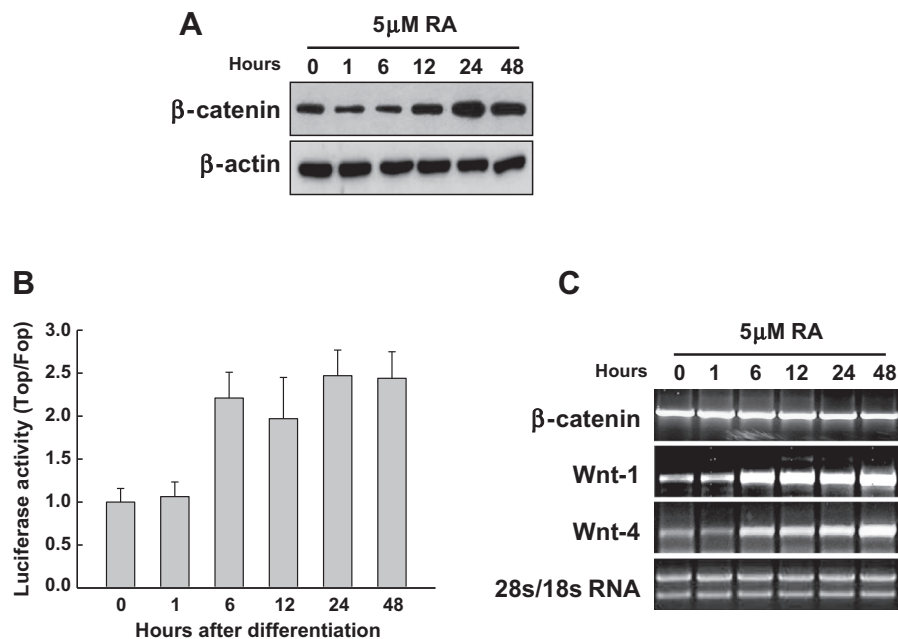 A
5μM RA
Hours 0 1 6 12 24 48
β-catenin
β-actin
B
Luciferase activity (Top/Fop)
3.0
2.5
2.0
1.5
1.0
0.5
0.0
0 1 6 12 24 48
Hours after differentiation
C
5μM RA
Hours 0 1 6 12 24 48
β-catenin
Wnt-1
Wnt-4
28s/18s RNA